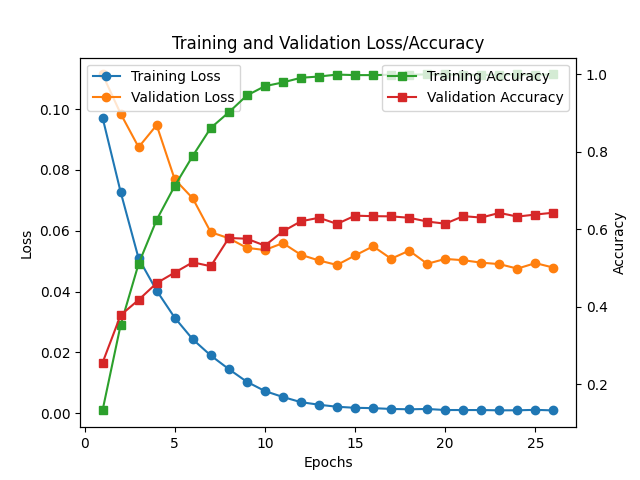 Training and Validation Loss/Accuracy
Training Loss
Validation Loss
Training Accuracy
Validation Accuracy
0.10
0.08
0.06
0.04
0.02
0.00
Loss
1.0
0.8
0.6
0.4
0.2
Accuracy
0 5 10 15 20 25
Epochs